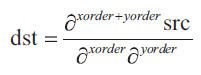 dst = ∂^{xorder+yorder} src / ∂^{xorder} ∂^{yorder}